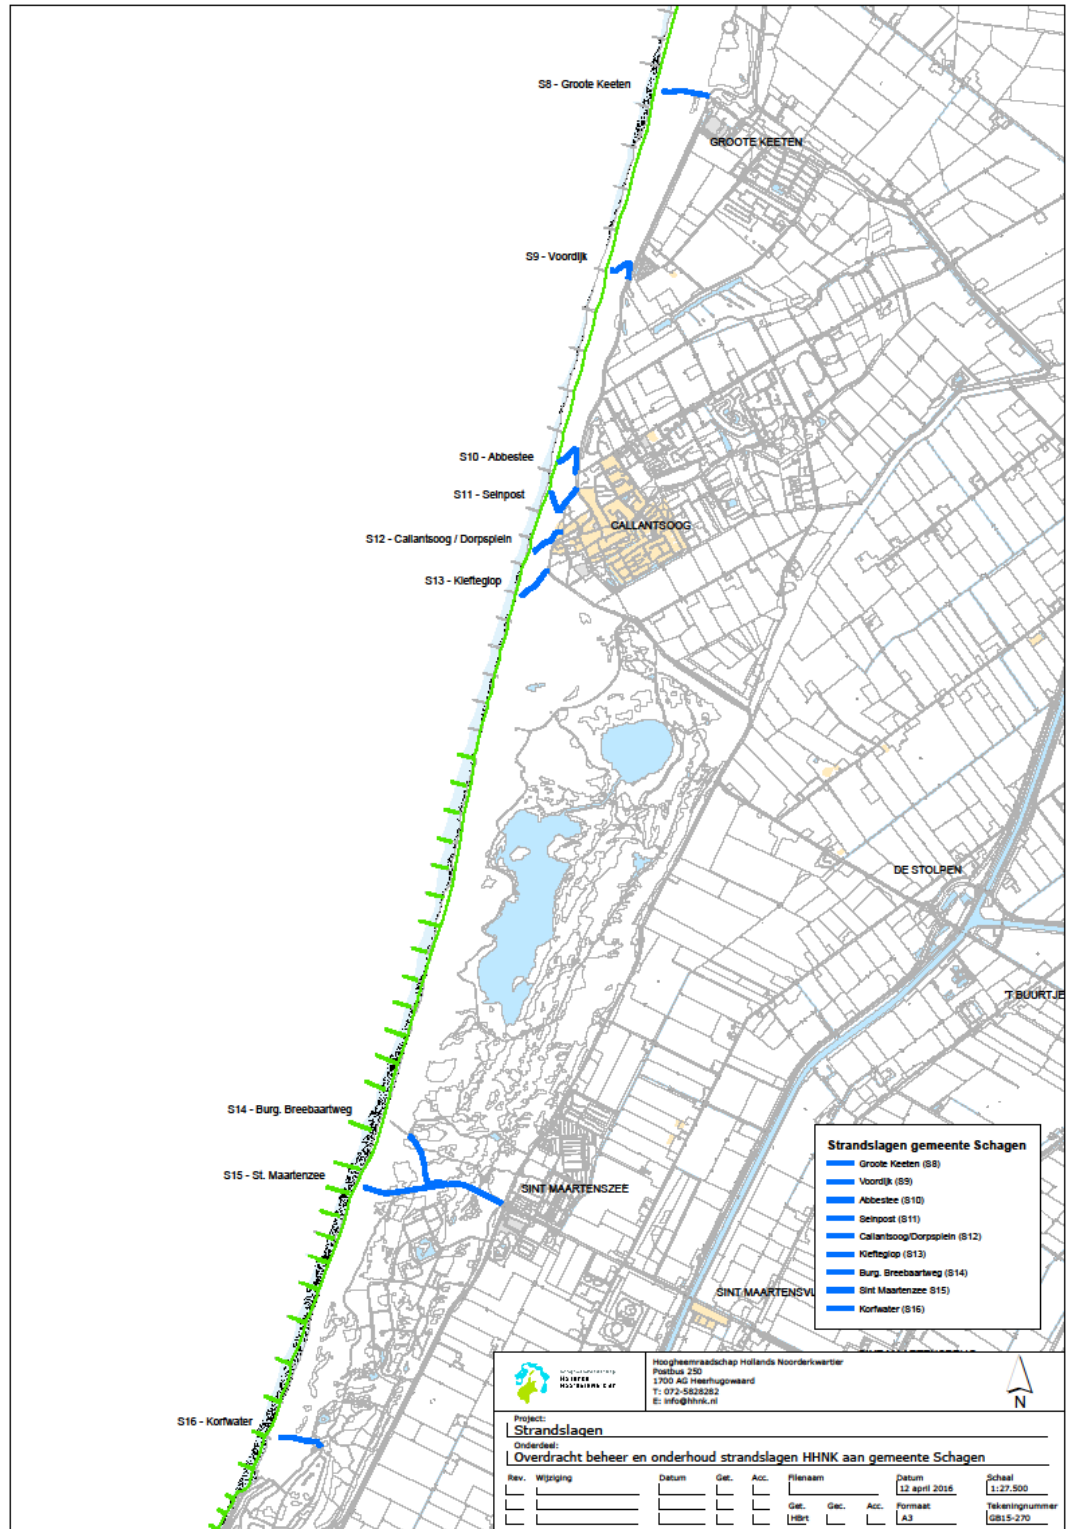 S8 - Groote Keeten
GROOTE KEETEN
S9 - Voordijk
S10 - Abbestee
S11 - Seinpost
CALLANTSOOG
S12 - Callantsoog / Dorpsplein
S13 - Kiefteglop
DE STOLPEN
'T BUURTJE
S14 - Burg. Breebaartweg
S15 - St. Maartenzee
SINT MAARTENSZEE
SINT MAARTENSVL
Strandslagen gemeente Schagen
Groote Keeten (S8)
Voordijk (S9)
Abbestee (S10)
Seinpost (S11)
Callantsoog/Dorpsplein (S12)
Kiefteglop (S13)
Burg. Breebaartweg (S14)
Sint Maartenzee S15)
Korfwater (S16)
S16 - Korfwater
Hoogheemraadschap Hollands Noorderkwartier
Postbus 250
1700 AG Heerhugowaard
T: 072-5828282
E: info@hhnk.nl
N
Project:
Strandslagen
Onderdeel:
Overdracht beheer en onderhoud strandslagen HHNK aan gemeente Schagen
Rev. Wijziging Datum Get. Acc. Filenaam Datum Schaal
12 april 2016 1:27.500
Get. Gec. Acc. Formaat Tekeningnummer
HBrt A3 GB15-270